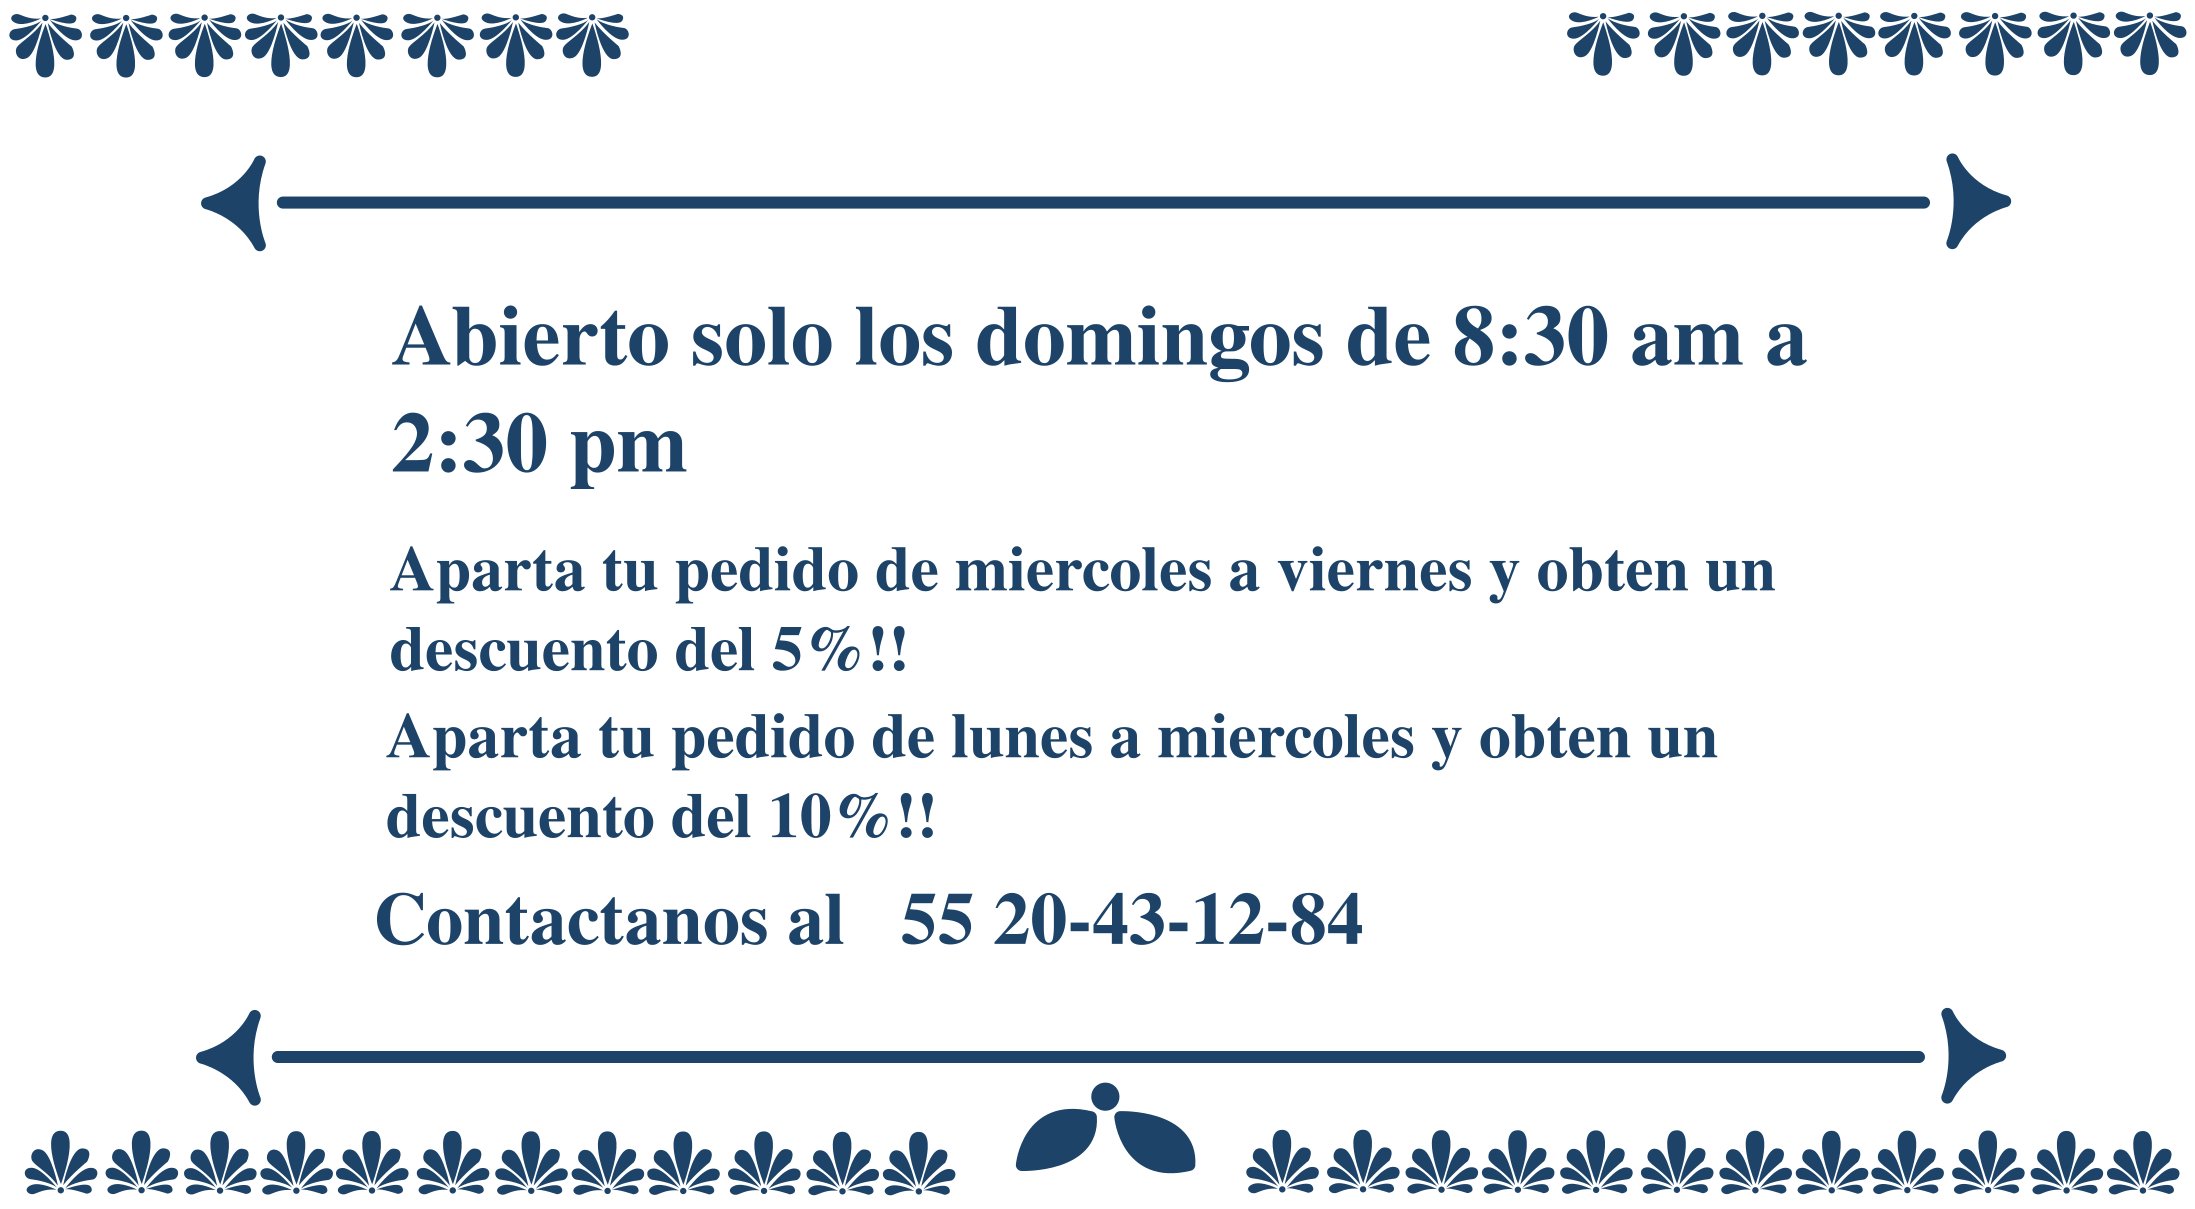 Abierto solo los domingos de 8:30 am a
2:30 pm
Aparta tu pedido de miercoles a viernes y obten un
descuento del 5%!!
Aparta tu pedido de lunes a miercoles y obten un
descuento del 10%!!
Contactanos al   55 20-43-12-84